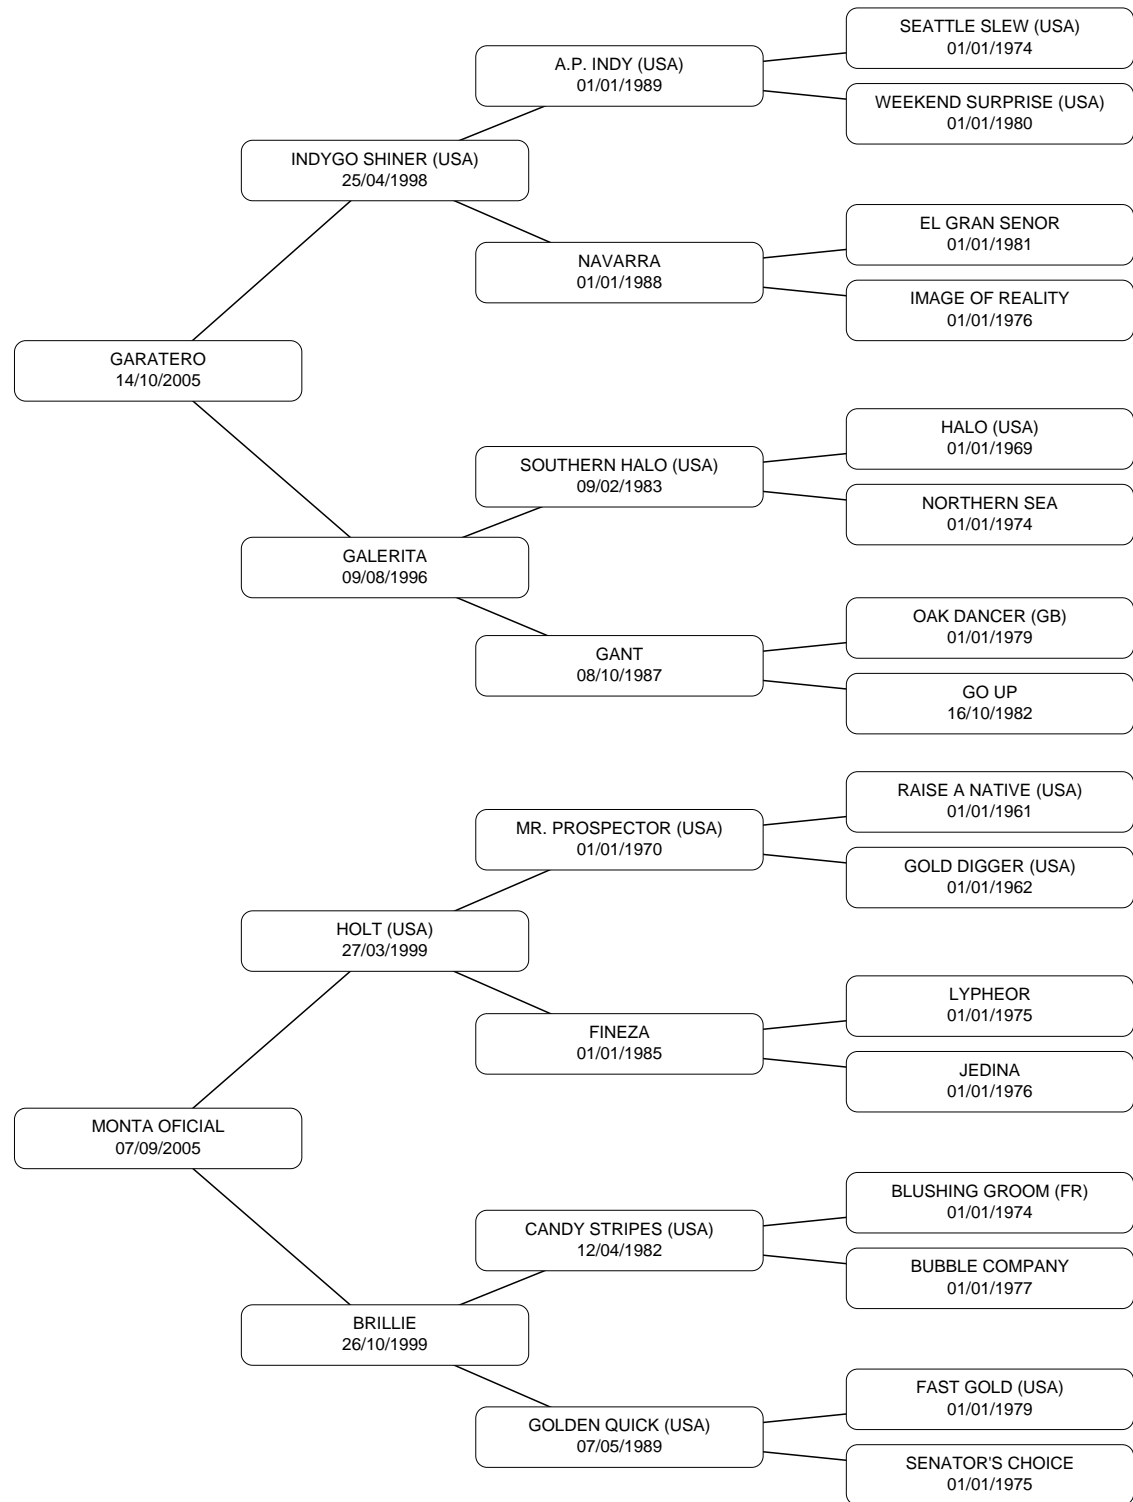 SEATTLE SLEW (USA)
01/01/1974
A.P. INDY (USA)
01/01/1989
WEEKEND SURPRISE (USA)
01/01/1980
INDYGO SHINER (USA)
25/04/1998
EL GRAN SENOR
01/01/1981
NAVARRA
01/01/1988
IMAGE OF REALITY
01/01/1976
GARATERO
14/10/2005
HALO (USA)
01/01/1969
SOUTHERN HALO (USA)
09/02/1983
NORTHERN SEA
01/01/1974
GALERITA
09/08/1996
OAK DANCER (GB)
01/01/1979
GANT
08/10/1987
GO UP
16/10/1982
RAISE A NATIVE (USA)
01/01/1961
MR. PROSPECTOR (USA)
01/01/1970
GOLD DIGGER (USA)
01/01/1962
HOLT (USA)
27/03/1999
LYPHEOR
01/01/1975
FINEZA
01/01/1985
JEDINA
01/01/1976
MONTA OFICIAL
07/09/2005
BLUSHING GROOM (FR)
01/01/1974
CANDY STRIPES (USA)
12/04/1982
BUBBLE COMPANY
01/01/1977
BRILLIE
26/10/1999
FAST GOLD (USA)
01/01/1979
GOLDEN QUICK (USA)
07/05/1989
SENATOR'S CHOICE
01/01/1975